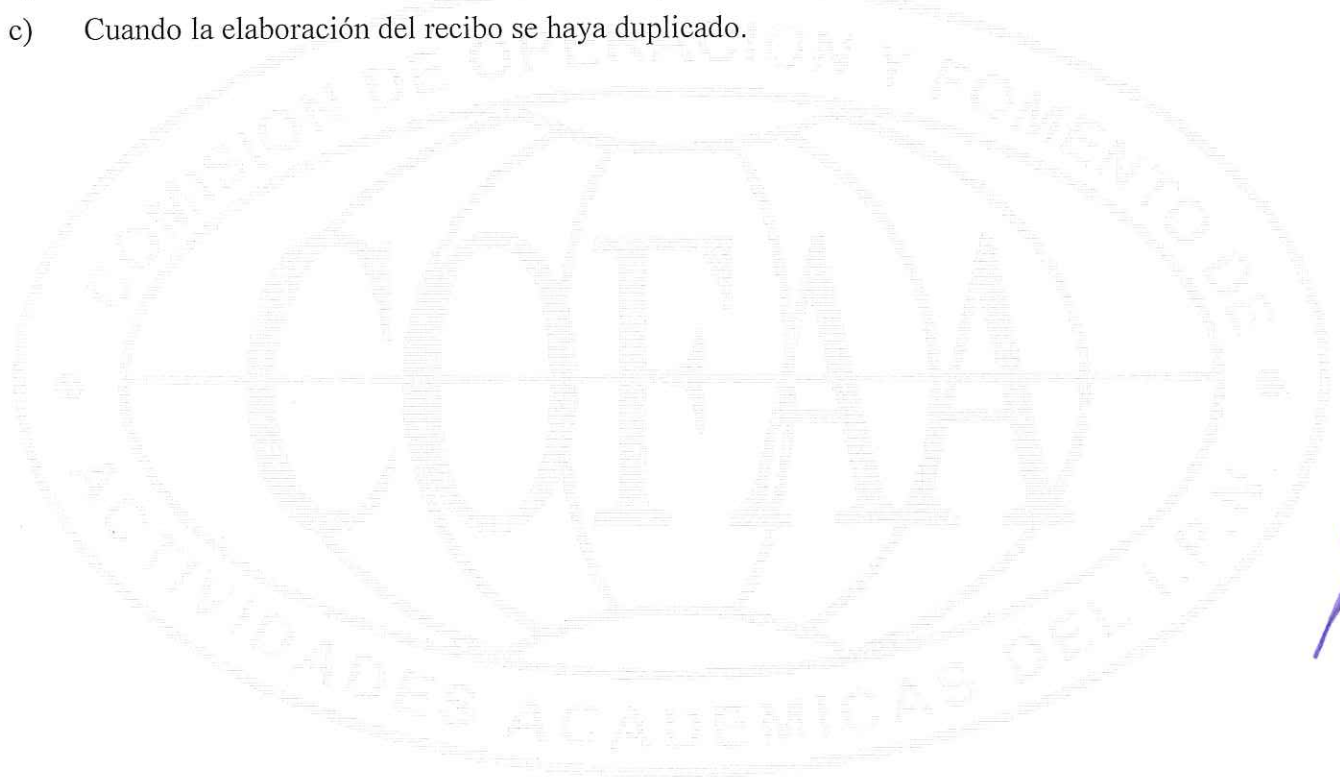 c) Cuando la elaboración del recibo se haya duplicado.
COMISION DE OPERACION Y FOMENTO DE
COFAA
ACTIVIDADES ACADEMICAS DEL I.P.N.